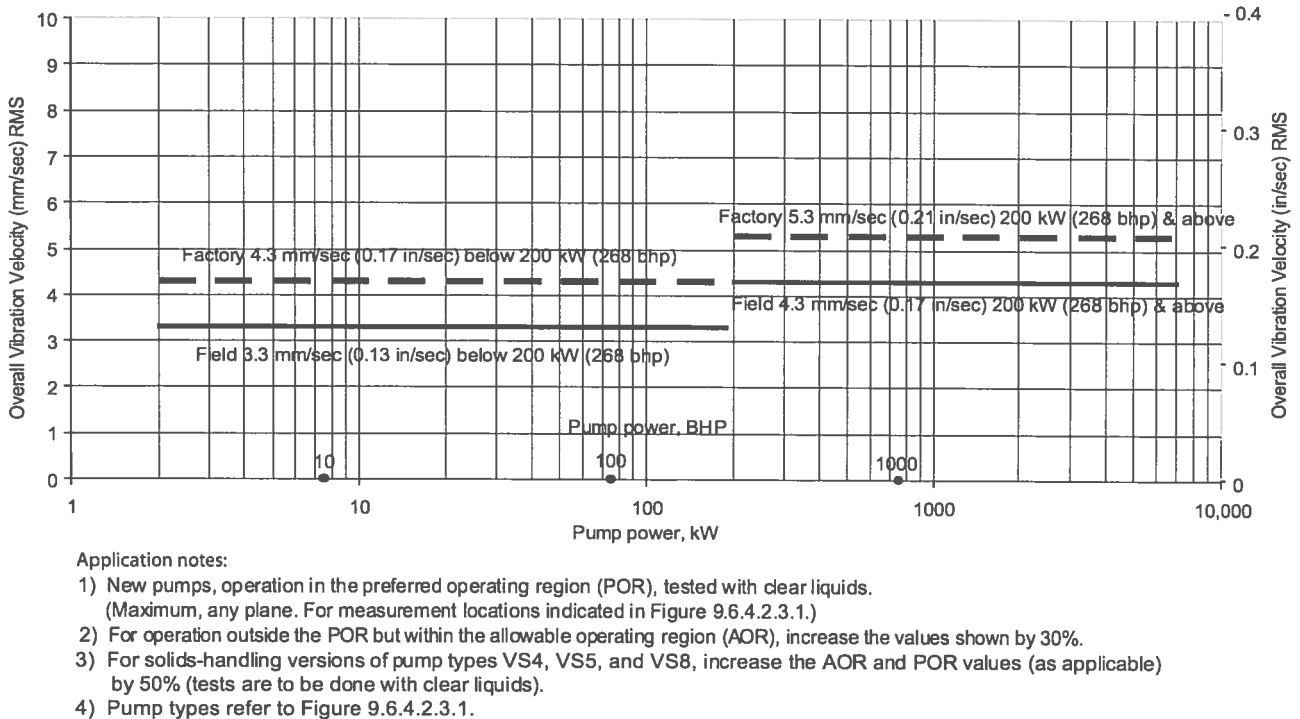 10
9
8
7
6
5
4
3
2
1
0
Overall Vibration Velocity (mm/sec) RMS
- 0.4
0.3
0.2
0.1
0
Overall Vibration Velocity (in/sec) RMS
Factory 5.3 mm/sec (0.21 in/sec) 200 kW (268 bhp) & above
Factory 4.3 mm/sec (0.17 in/sec) below 200 kW (268 bhp)
Field 4.3 mm/sec (0.17 in/sec) 200 kW (268 bhp) & above
Field 3.3 mm/sec (0.13 in/sec) below 200 kW (268 bhp)
Pump power, BHP
10 100 1000
1 10 100 1000 10,000
Pump power, kW
Application notes:
1) New pumps, operation in the preferred operating region (POR), tested with clear liquids.
(Maximum, any plane. For measurement locations indicated in Figure 9.6.4.2.3.1.)
2) For operation outside the POR but within the allowable operating region (AOR), increase the values shown by 30%.
3) For solids-handling versions of pump types VS4, VS5, and VS8, increase the AOR and POR values (as applicable)
by 50% (tests are to be done with clear liquids).
4) Pump types refer to Figure 9.6.4.2.3.1.